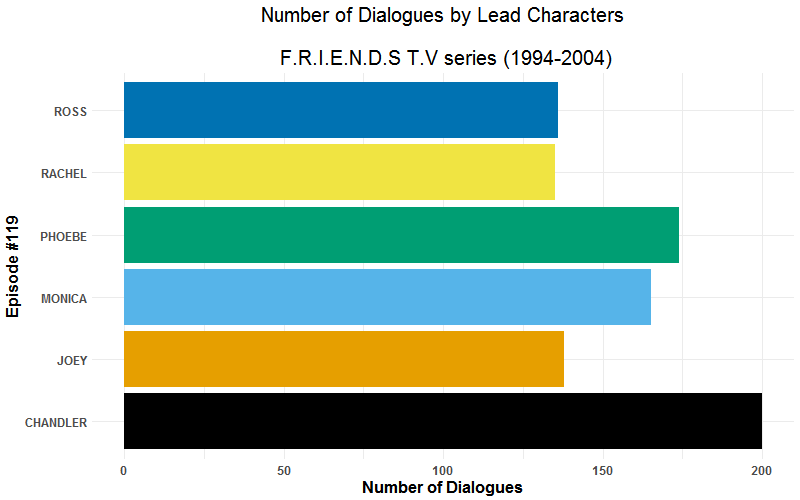 Number of Dialogues by Lead Characters
F.R.I.E.N.D.S T.V series (1994-2004)
ROSS
RACHEL
PHOEBE
MONICA
JOEY
CHANDLER
Episode #119
0 50 100 150 200
Number of Dialogues